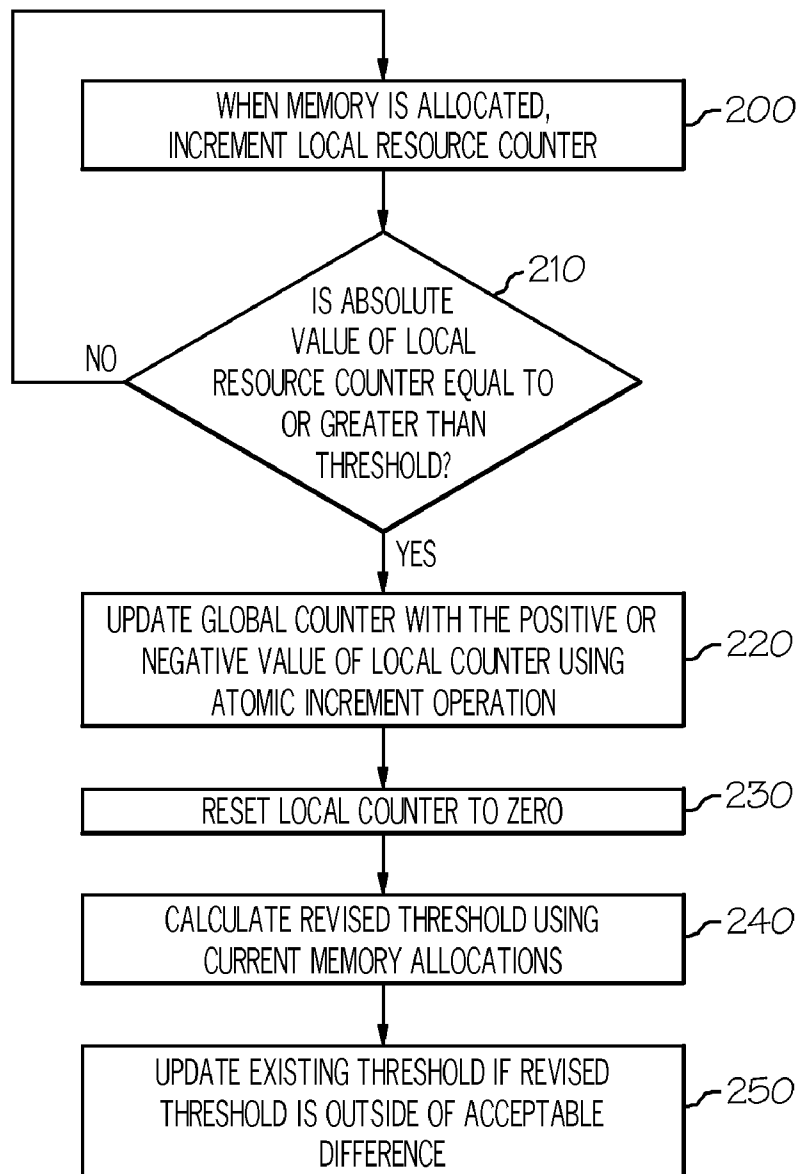 WHEN MEMORY IS ALLOCATED,
INCREMENT LOCAL RESOURCE COUNTER
200
210
IS ABSOLUTE
VALUE OF LOCAL
RESOURCE COUNTER EQUAL TO
OR GREATER THAN
THRESHOLD?
NO
YES
UPDATE GLOBAL COUNTER WITH THE POSITIVE OR
NEGATIVE VALUE OF LOCAL COUNTER USING
ATOMIC INCREMENT OPERATION
220
RESET LOCAL COUNTER TO ZERO
230
CALCULATE REVISED THRESHOLD USING
CURRENT MEMORY ALLOCATIONS
240
UPDATE EXISTING THRESHOLD IF REVISED
THRESHOLD IS OUTSIDE OF ACCEPTABLE
DIFFERENCE
250